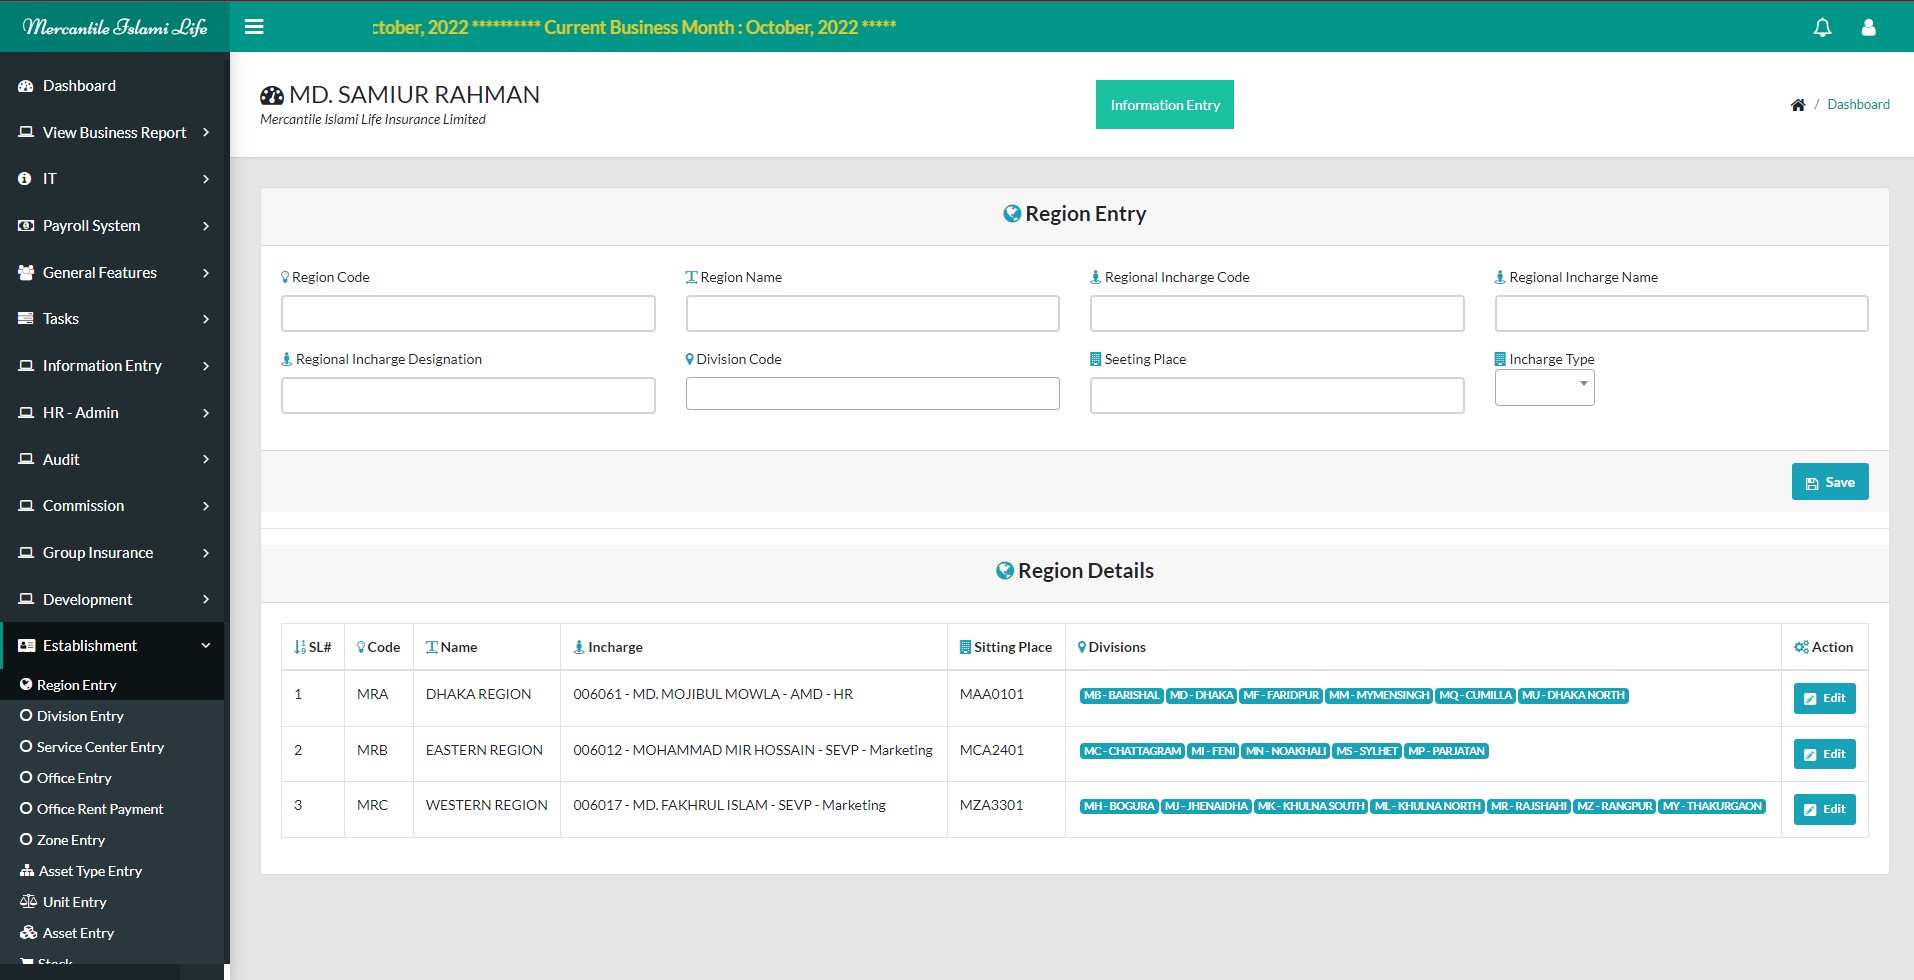 Mercantile Islami Life
ctober, 2022 ********** Current Business Month : October, 2022 *****
Dashboard
View Business Report
IT
Payroll System
General Features
Tasks
Information Entry
HR - Admin
Audit
Commission
Group Insurance
Development
Establishment
Region Entry
Division Entry
Service Center Entry
Office Entry
Office Rent Payment
Zone Entry
Asset Type Entry
Unit Entry
Asset Entry
Stock
MD. SAMIUR RAHMAN
Mercantile Islami Life Insurance Limited
Information Entry
/ Dashboard
Region Entry
Region Code Region Name Regional Incharge Code Regional Incharge Name
Regional Incharge Designation Division Code Seeting Place Incharge Type
Save
Region Details
SL# Code Name Incharge Sitting Place Divisions Action
1 MRA DHAKA REGION 006061 - MD. MOJIBUL MOWLA - AMD - HR MAA0101 MB - BARISHAL MD - DHAKA MF - FARIDPUR MM - MYMENSINGH MQ - CUMILLA MU - DHAKA NORTH Edit
2 MRB EASTERN REGION 006012 - MOHAMMAD MIR HOSSAIN - SEVP - Marketing MCA2401 MC - CHATTAGRAM MI - FENI MN - NOAKHALI MS - SYLHET MP - PARJATAN Edit
3 MRC WESTERN REGION 006017 - MD. FAKHRUL ISLAM - SEVP - Marketing MZA3301 MH - BOGURA MJ - JHENAIDHA MK - KHULNA SOUTH ML - KHULNA NORTH MR - RAJSHAHI MZ - RANGPUR MY - THAKURGAON Edit